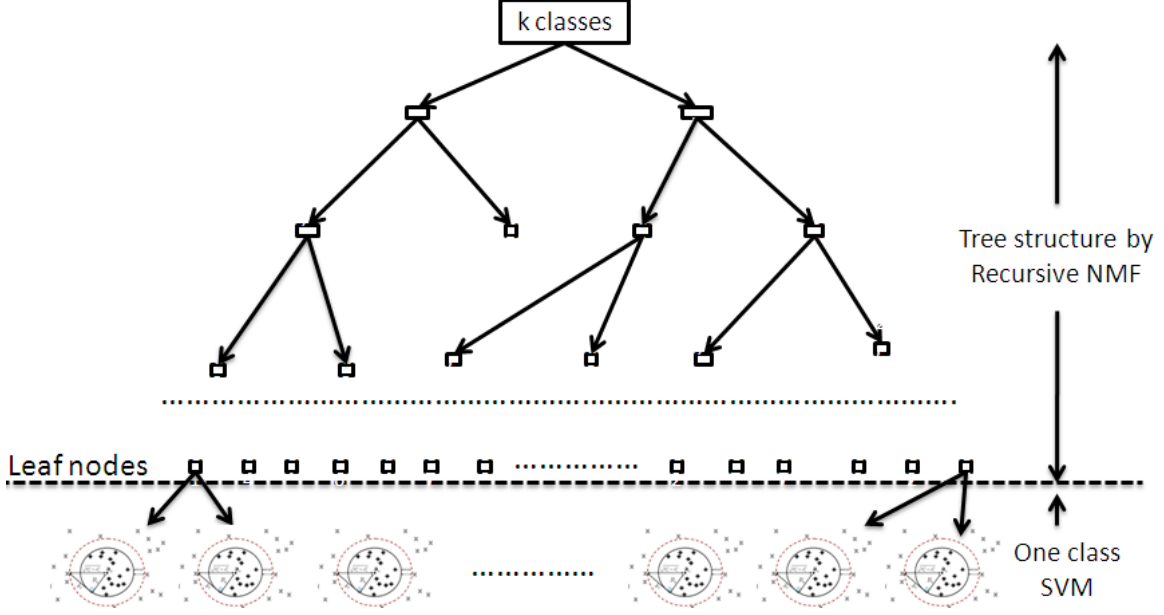 k classes
Tree structure by
Recursive NMF
Leaf nodes
One class
SVM